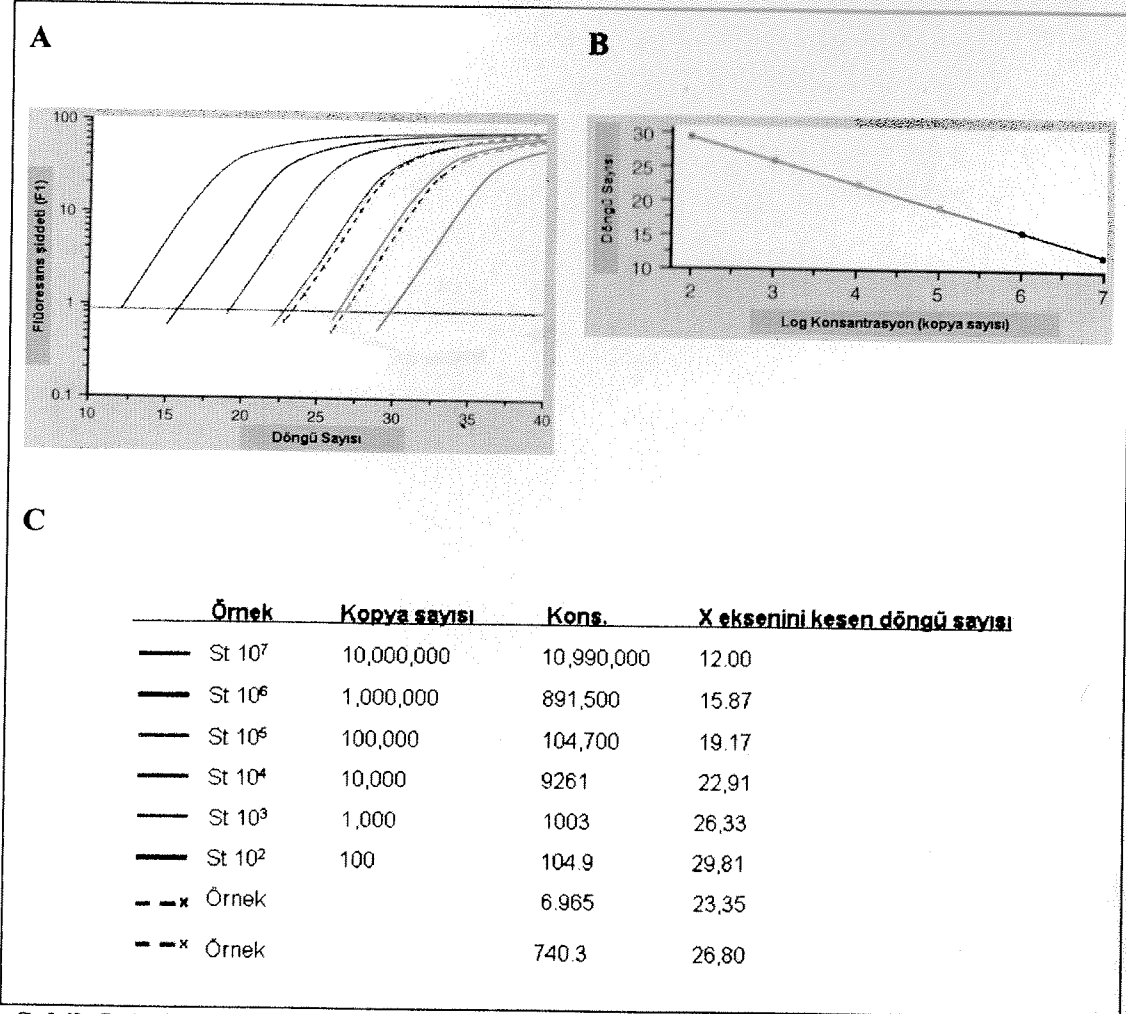 A
B
100
10
1
0.1
Flüoresans şiddeti (F1)
10 15 20 25 30 35 40
Döngü Sayısı
30
25
20
15
10
Döngü Sayısı
2 3 4 5 6 7
Log Konsantrasyon (kopya sayısı)
C
Örnek Kopya sayısı Kons. X eksenini kesen döngü sayısı
St 10⁷ 10,000,000 10,990,000 12.00
St 10⁶ 1,000,000 891,500 15.87
St 10⁵ 100,000 104,700 19.17
St 10⁴ 10,000 9261 22,91
St 10³ 1,000 1003 26,33
St 10² 100 104.9 29,81
x Örnek 6.965 23,35
x Örnek 740.3 26,80